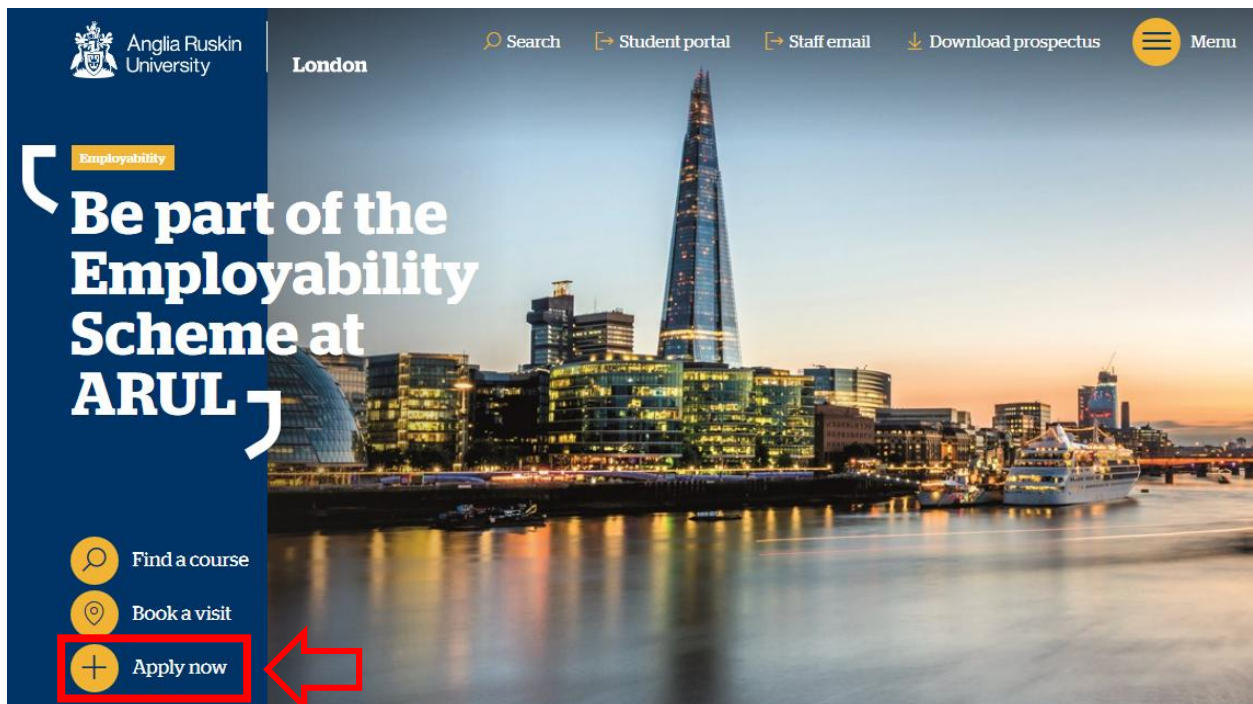 Anglia Ruskin
University
London
Search
Student portal
Staff email
Download prospectus
Menu
Employability
Be part of the
Employability
Scheme at
ARUL
Find a course
Book a visit
Apply now